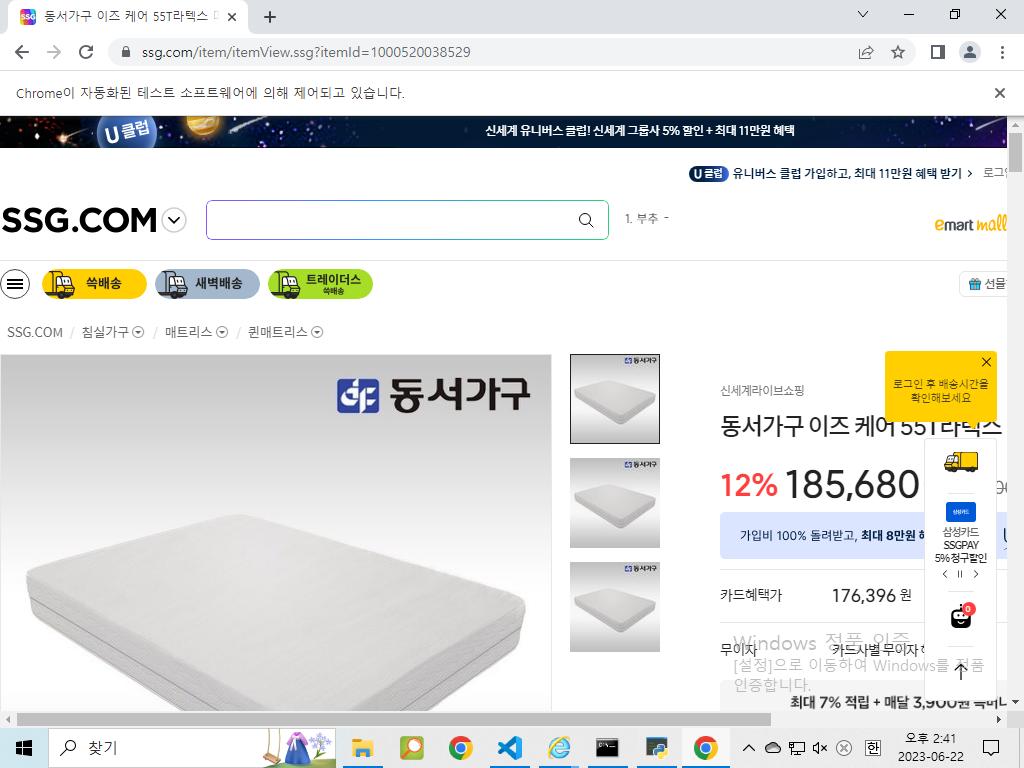 동서가구 이즈 케어 55T라텍스
ssg.com/item/itemView.ssg?itemId=1000520038529
Chrome이 자동화된 테스트 소프트웨어에 의해 제어되고 있습니다.
U 클럽
신세계 유니버스 클럽! 신세계 그룹사 5% 할인 + 최대 11만원 혜택
U 클럽 유니버스 클럽 가입하고, 최대 11만원 혜택 받기 >
SSG.COM
1. 부추 -
emart mall
쓱배송
새벽배송
트레이더스
쓱배송
선물
SSG.COM / 침실가구 / 매트리스 / 퀸매트리스
동서가구
동서가구
동서가구
동서가구
로그인 후 배송시간을
확인해보세요
신세계라이브쇼핑
동서가구 이즈 케어 55T라텍스
12% 185,680
가입비 100% 돌려받고, 최대 8만원
삼성카드
삼성카드
SSGPAY
5% 청구할인
카드혜택가 176,396 원
0
무이자 카드사별 무이자
Windows 정품 인증
[설정]으로 이동하여 Windows를 정품
인증합니다.
최대 7% 적립 + 매달 3,900원
찾기
오후 2:41
한
2023-06-22